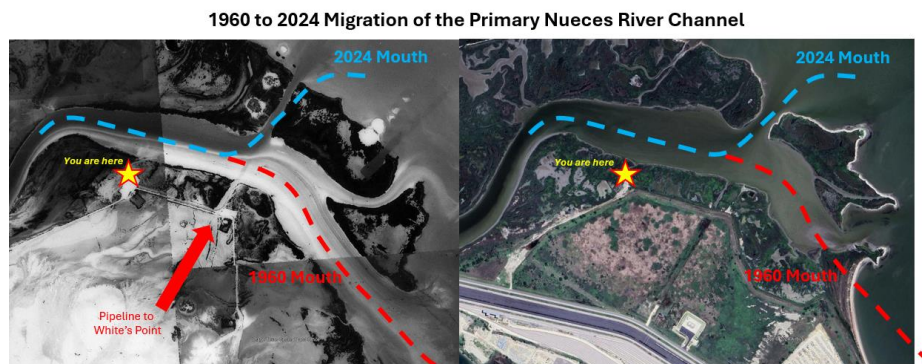 1960 to 2024 Migration of the Primary Nueces River Channel
2024 Mouth
You are here
1960 Mouth
Pipeline to
White's Point
2024 Mouth
You are here
1960 Mouth